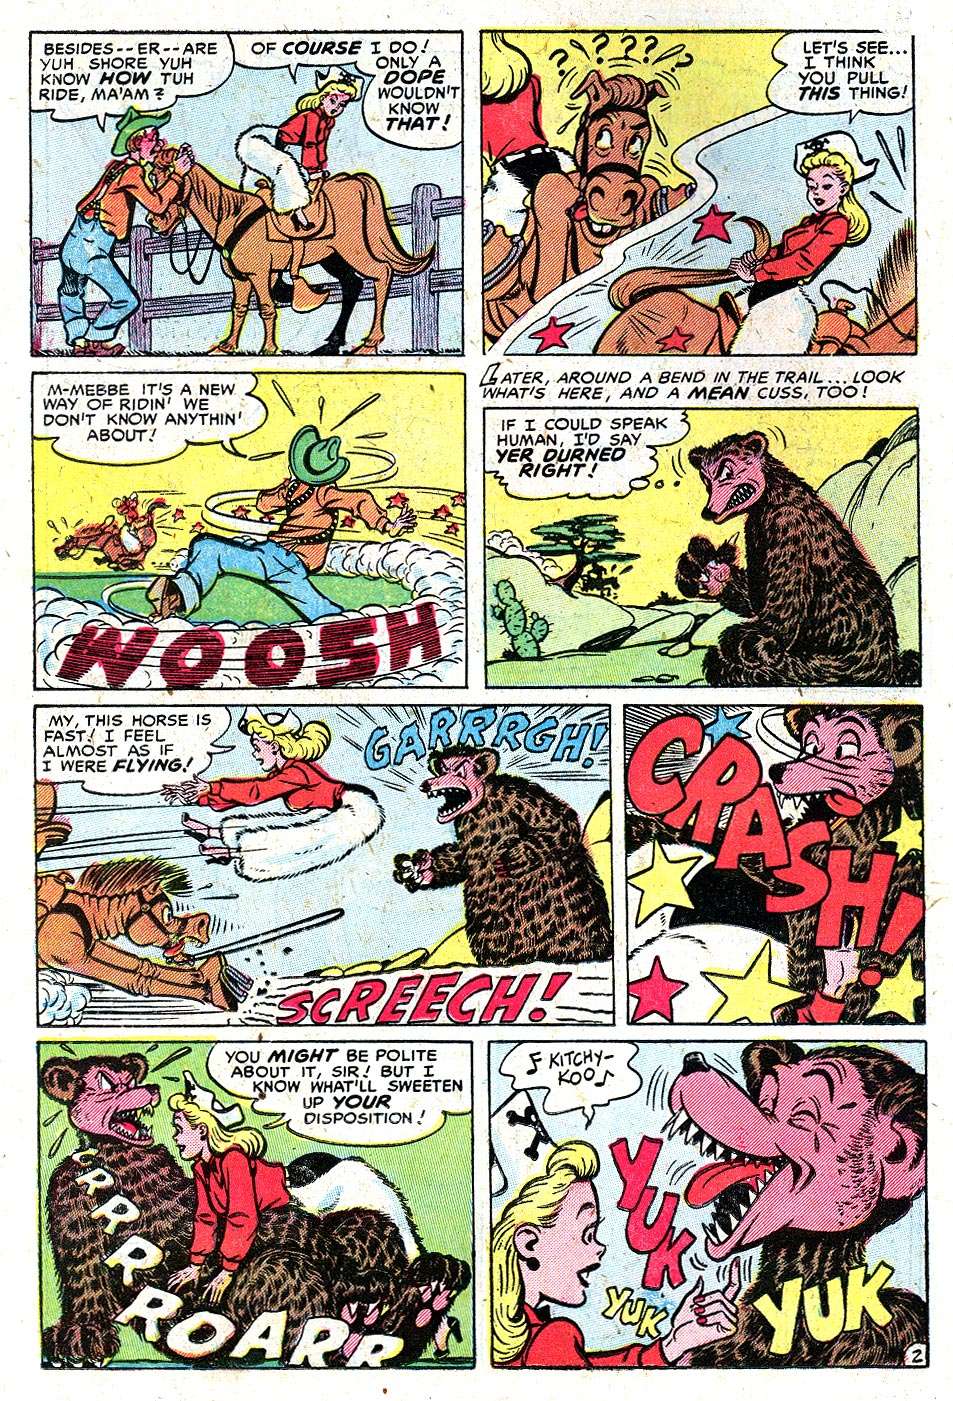 BESIDES--ER--ARE
YUH SHORE YUH
KNOW HOW TUH
RIDE, MA'AM?
OF COURSE I DO!
ONLY A
DOPE
WOULDN'T
KNOW
THAT!
? ? ? ?
LET'S SEE...
I THINK
YOU PULL
THIS THING!
M-MEBBE IT'S A NEW
WAY OF RIDIN' WE
DON'T KNOW ANYTHIN'
ABOUT!
WOOSH
LATER, AROUND A BEND IN THE TRAIL... LOOK
WHAT'S HERE, AND A MEAN CUSS, TOO!
IF I COULD SPEAK
HUMAN, I'D SAY
YER DURNED
RIGHT!
MY, THIS HORSE IS
FAST! I FEEL
ALMOST AS IF
I WERE FLYING!
GARRRGH!
SCREECH!
CRASH!
YOU MIGHT BE POLITE
ABOUT IT, SIR! BUT I
KNOW WHAT'LL SWEETEN
UP YOUR
DISPOSITION!
GRRRROARR
♪ KITCHY-
KOO ♪
YUK
YUK
YUK
2